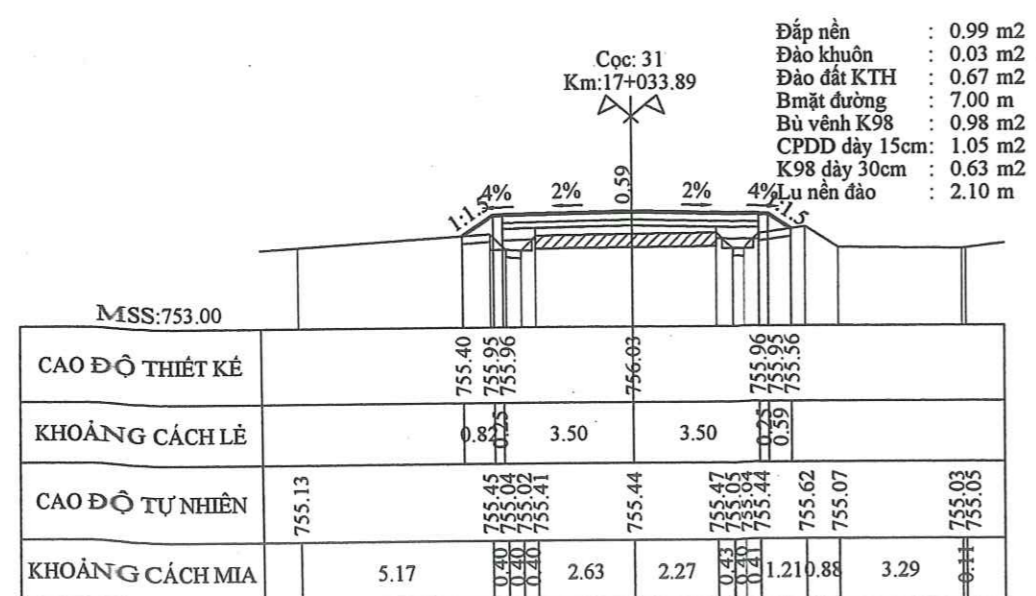 Đắp nền : 0.99 m2
Đào khuôn : 0.03 m2
Đào đất KTH : 0.67 m2
Bmặt đường : 7.00 m
Bù vênh K98 : 0.98 m2
CPDD dày 15cm: 1.05 m2
K98 dày 30cm : 0.63 m2
Lu nền đào : 2.10 m
Cọc: 31
Km:17+033.89
0.59
1:1.5 4% 2% 2% 4% 1:1.5
MSS:753.00
CAO ĐỘ THIẾT KẾ 755.40 755.95 755.96 756.03 755.96 755.95 755.56
KHOẢNG CÁCH LẺ 0.82 0.25 3.50 3.50 0.25 0.59
CAO ĐỘ TỰ NHIÊN 755.13 755.45 755.04 755.02 755.41 755.44 755.47 755.05 755.04 755.44 755.62 755.07 755.03 755.05
KHOẢNG CÁCH MIA 5.17 0.40 0.40 0.40 2.63 2.27 0.43 0.41 1.21 0.88 3.29 0.11